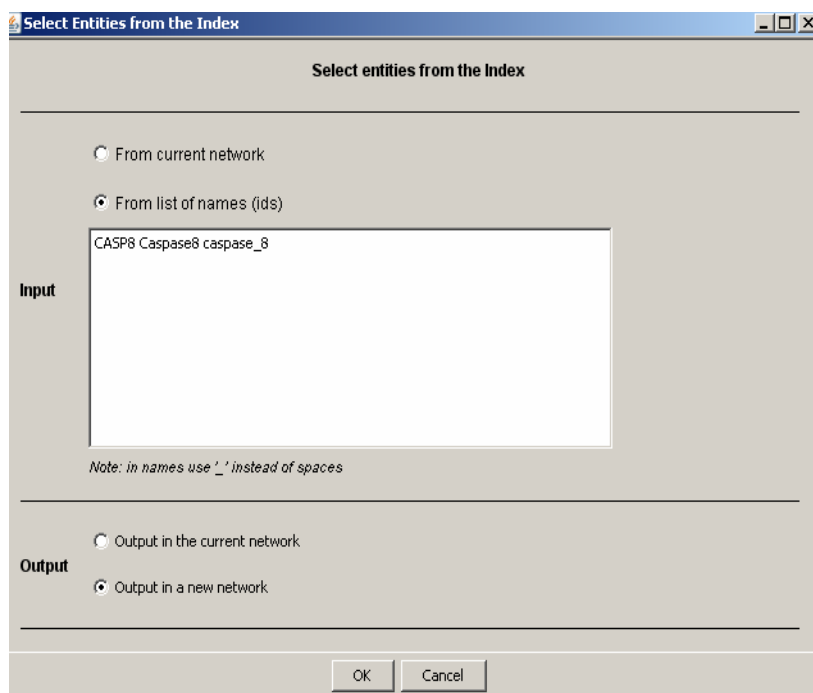 Select Entities from the Index
Select entities from the Index
From current network
From list of names (ids)
CASP8 Caspase8 caspase_8
Input
Note: in names use '_' instead of spaces
Output in the current network
Output
Output in a new network
OK
Cancel